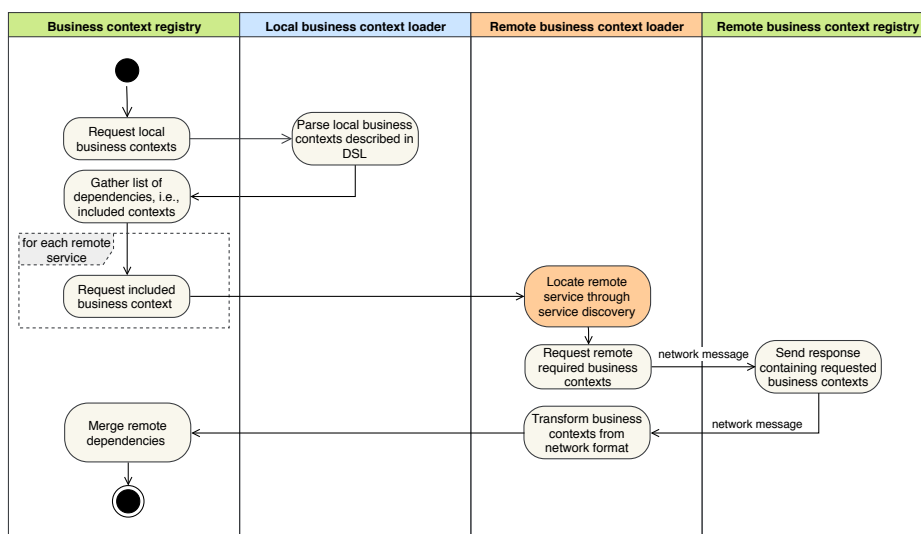 Business context registry
Local business context loader
Remote business context loader
Remote business context registry
Request local
business contexts
Parse local business
contexts described in
DSL
Gather list of
dependencies, i.e.,
included contexts
for each remote
service
Request included
business context
Locate remote
service through
service discovery
Request remote
required business
contexts
network message
Send response
containing requested
business contexts
Merge remote
dependencies
Transform business
contexts from
network format
network message